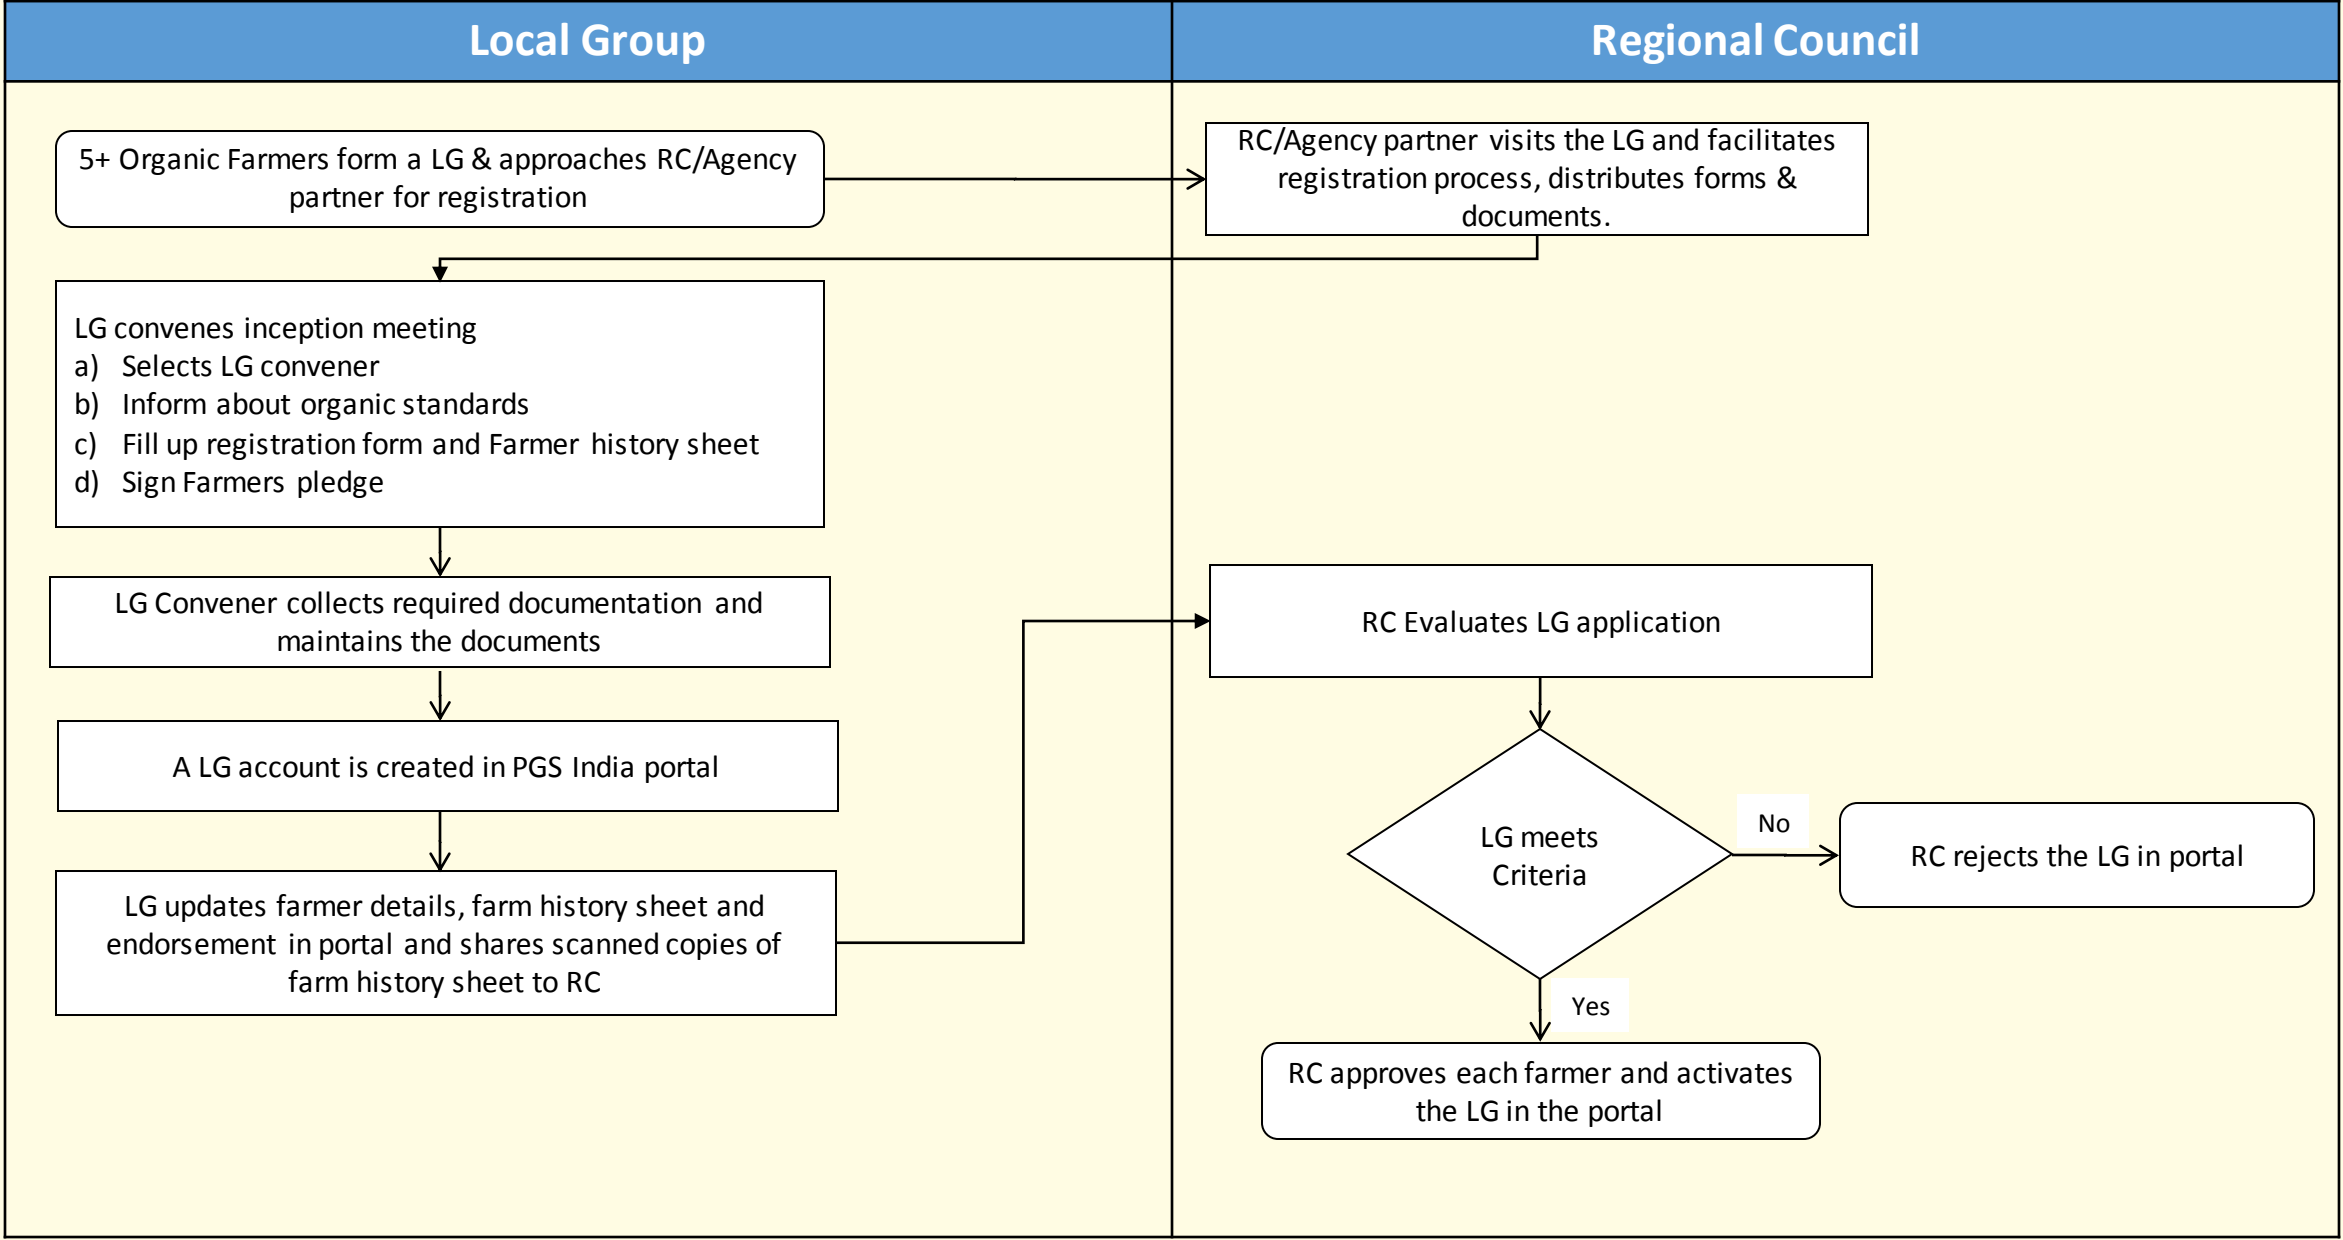 Local Group
Regional Council
5+ Organic Farmers form a LG & approaches RC/Agency
partner for registration
RC/Agency partner visits the LG and facilitates
registration process, distributes forms &
documents.
LG convenes inception meeting
a) Selects LG convener
b) Inform about organic standards
c) Fill up registration form and Farmer history sheet
d) Sign Farmers pledge
LG Convener collects required documentation and
maintains the documents
A LG account is created in PGS India portal
LG updates farmer details, farm history sheet and
endorsement in portal and shares scanned copies of
farm history sheet to RC
RC Evaluates LG application
LG meets
Criteria
No
RC rejects the LG in portal
Yes
RC approves each farmer and activates
the LG in the portal